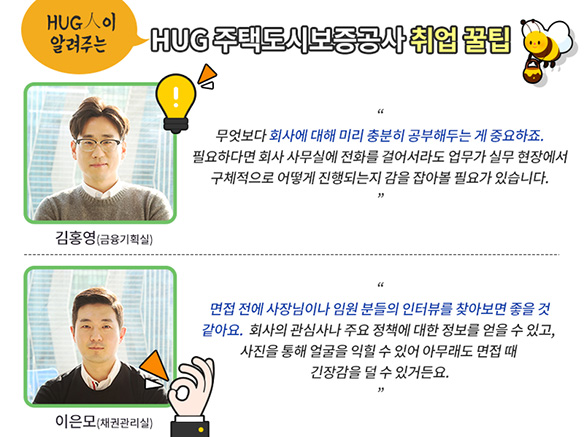 HUG人이
알려주는
HUG 주택도시보증공사 취업 꿀팁
“
무엇보다 회사에 대해 미리 충분히 공부해두는 게 중요하죠.
필요하다면 회사 사무실에 전화를 걸어서라도 업무가 실무 현장에서
구체적으로 어떻게 진행되는지 감을 잡아볼 필요가 있습니다.
”
김홍영(금융기획실)
“
면접 전에 사장님이나 임원 분들의 인터뷰를 찾아보면 좋을 것
같아요. 회사의 관심사나 주요 정책에 대한 정보를 얻을 수 있고,
사진을 통해 얼굴을 익힐 수 있어 아무래도 면접 때
긴장감을 덜 수 있거든요.
”
이은모(채권관리실)